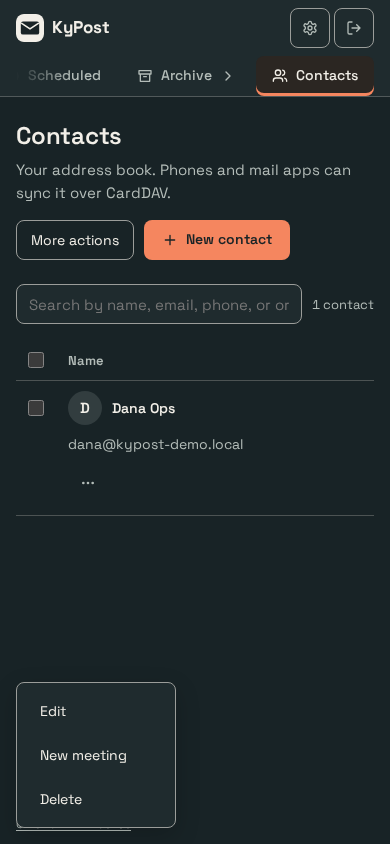 KyPost
Scheduled
Archive
Contacts
Contacts
Your address book. Phones and mail apps can
sync it over CardDAV.
More actions
New contact
Search by name, email, phone, or or
1 contact
Name
D
Dana Ops
dana@kypost-demo.local
...
Edit
New meeting
Delete